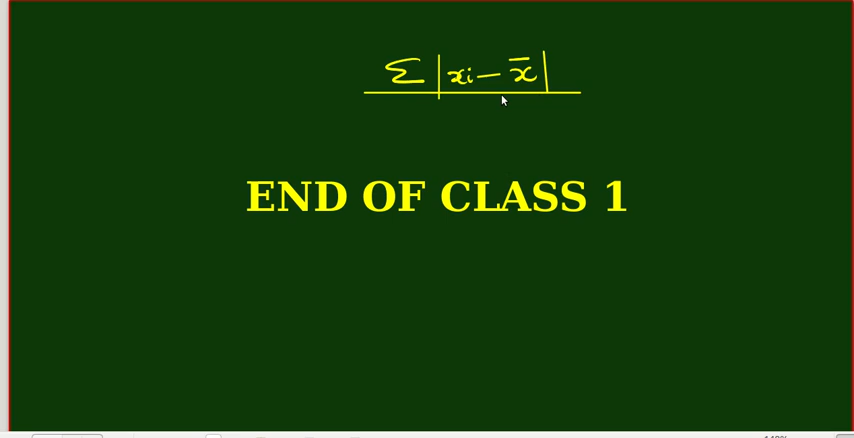 Σ |xi – x̄|
END OF CLASS 1